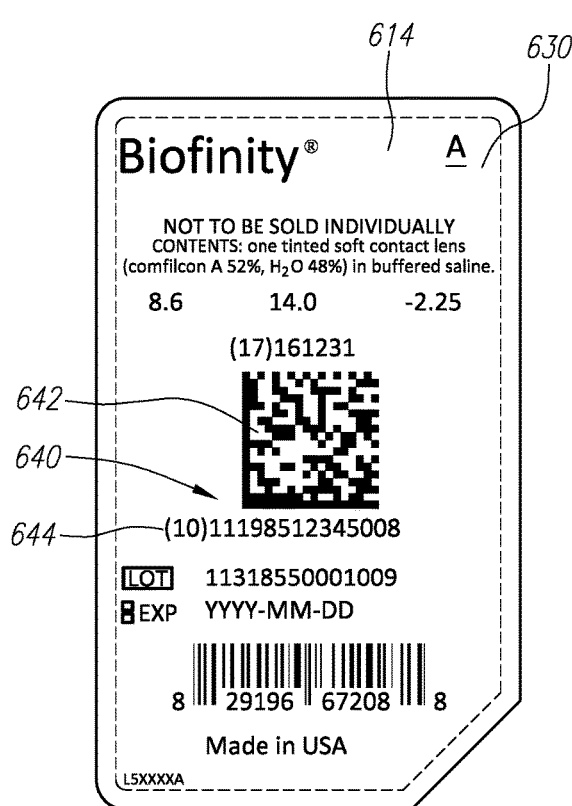 614
630
Biofinity® A
NOT TO BE SOLD INDIVIDUALLY
CONTENTS: one tinted soft contact lens
(comfilcon A 52%, H₂O 48%) in buffered saline.
8.6 14.0 -2.25
(17)161231
642
640
644 (10)11198512345008
LOT 11318550001009
EXP YYYY-MM-DD
8 29196 67208 8
Made in USA
L5XXXXA